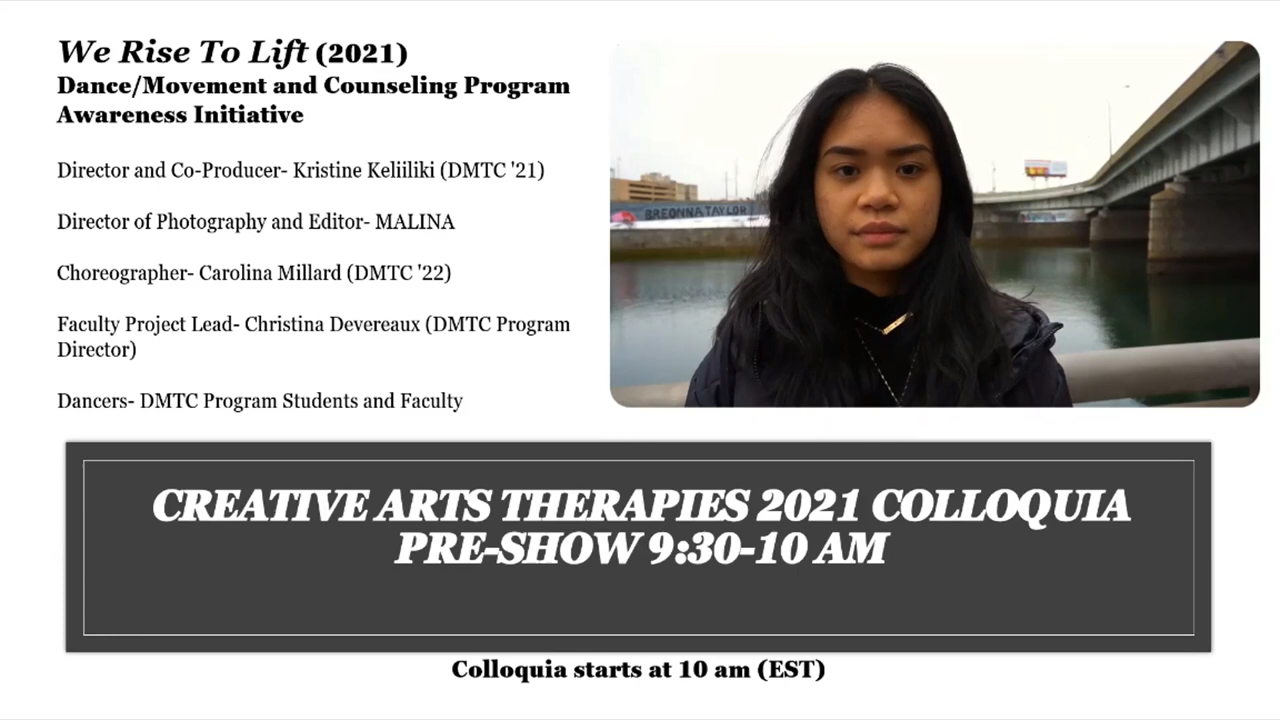 We Rise To Lift (2021)
Dance/Movement and Counseling Program
Awareness Initiative
Director and Co-Producer- Kristine Keliiliki (DMTC '21)
Director of Photography and Editor- MALINA
Choreographer- Carolina Millard (DMTC '22)
Faculty Project Lead- Christina Devereaux (DMTC Program
Director)
Dancers- DMTC Program Students and Faculty
BREONNA TAYLOR
CREATIVE ARTS THERAPIES 2021 COLLOQUIA
PRE-SHOW 9:30-10 AM
Colloquia starts at 10 am (EST)